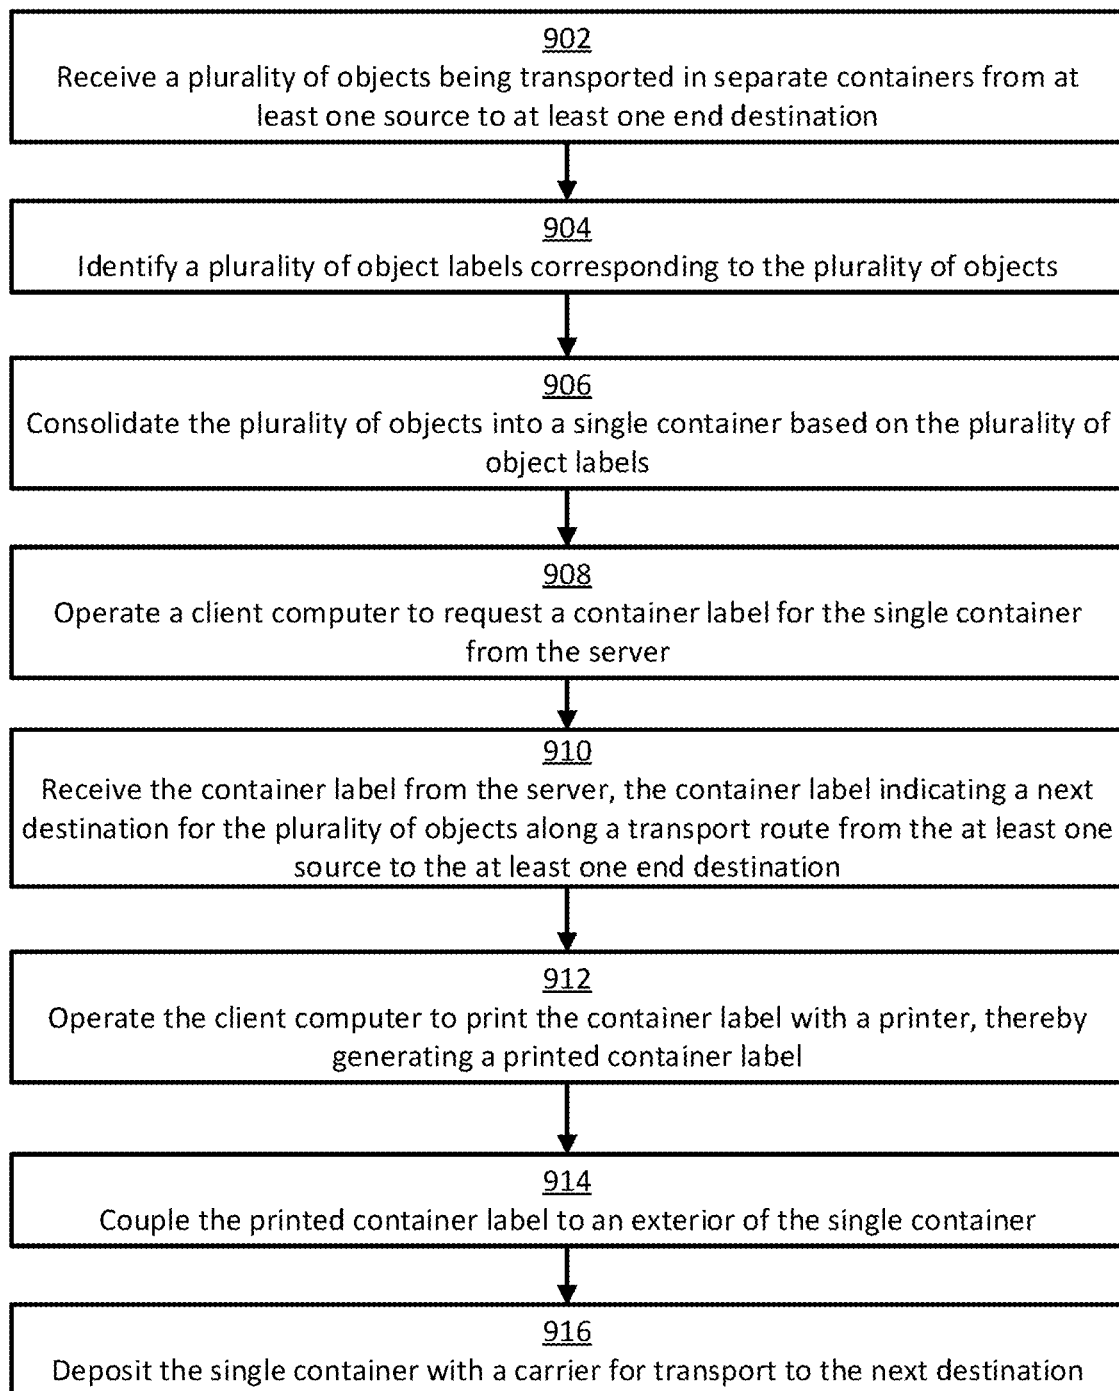 902
Receive a plurality of objects being transported in separate containers from at
least one source to at least one end destination
904
Identify a plurality of object labels corresponding to the plurality of objects
906
Consolidate the plurality of objects into a single container based on the plurality of
object labels
908
Operate a client computer to request a container label for the single container
from the server
910
Receive the container label from the server, the container label indicating a next
destination for the plurality of objects along a transport route from the at least one
source to the at least one end destination
912
Operate the client computer to print the container label with a printer, thereby
generating a printed container label
914
Couple the printed container label to an exterior of the single container
916
Deposit the single container with a carrier for transport to the next destination